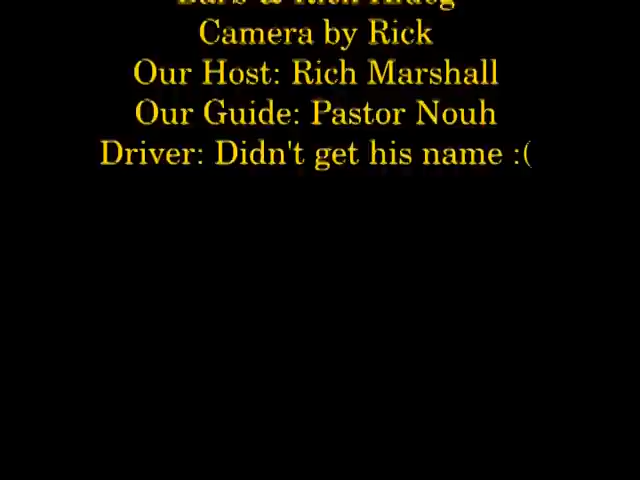 Camera by Rick
Our Host: Rich Marshall
Our Guide: Pastor Nouh
Driver: Didn't get his name :(